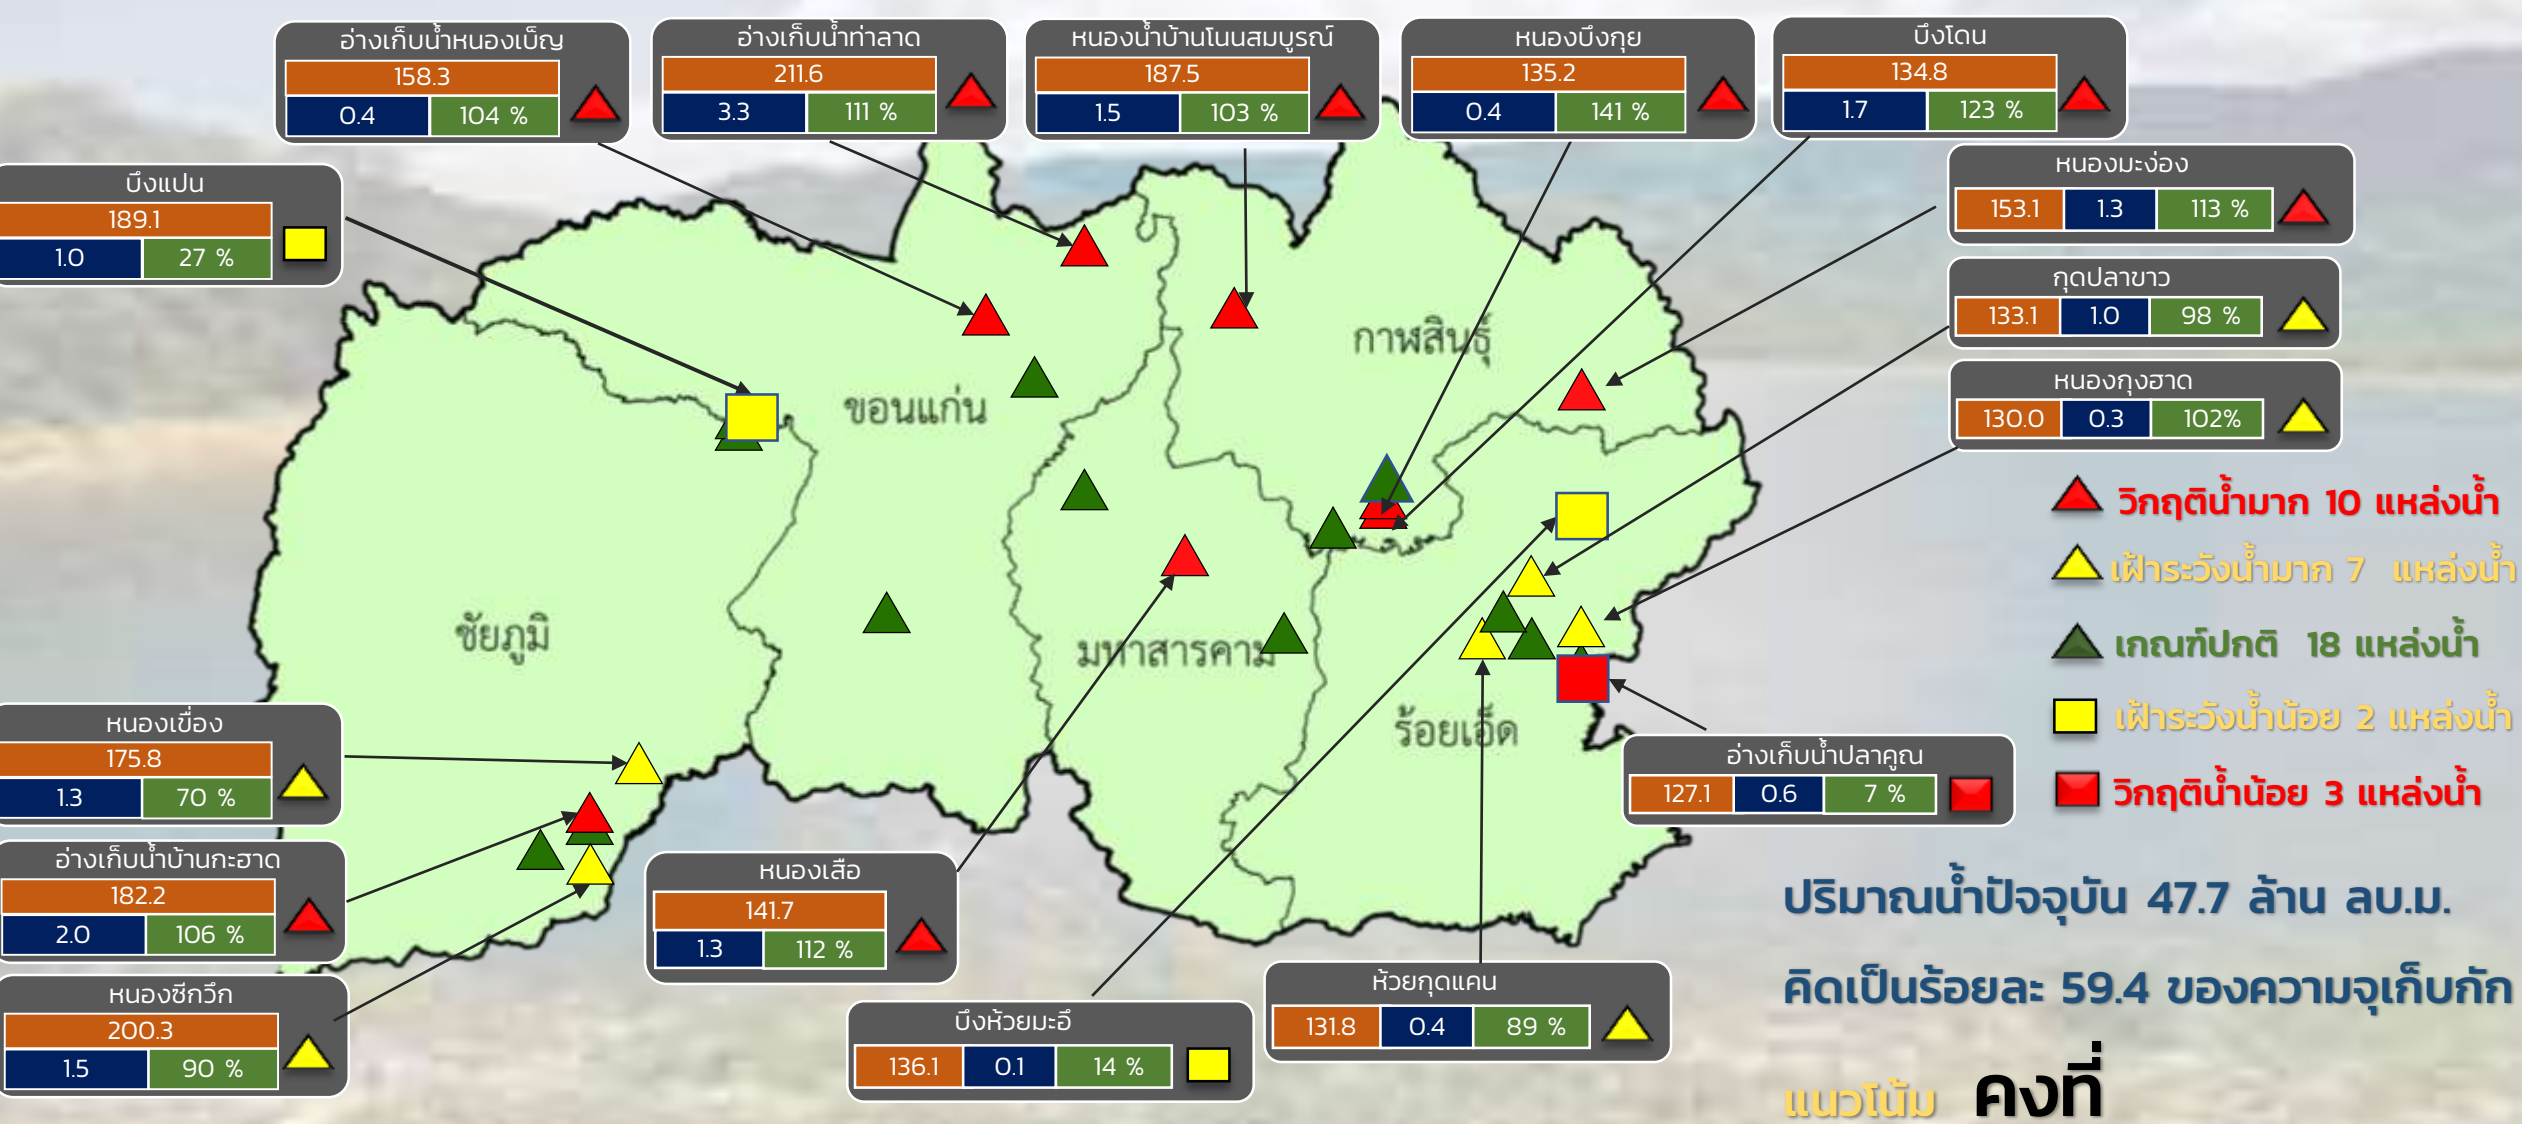 อ่างเก็บน้ำหนองเบ็ญ
158.3
0.4 104 %
อ่างเก็บน้ำท่าลาด
211.6
3.3 111 %
หนองน้ำบ้านโนนสมบูรณ์
187.5
1.5 103 %
หนองบึงกุย
135.2
0.4 141 %
บึงโดน
134.8
1.7 123 %
บึงแปน
189.1
1.0 27 %
หนองมะง่อง
153.1 1.3 113 %
กุดปลาขาว
133.1 1.0 98 %
หนองกุงฮาด
130.0 0.3 102%
กาฬสินธุ์
ขอนแก่น
ชัยภูมิ
มหาสารคาม
ร้อยเอ็ด
วิกฤติน้ำมาก 10 แหล่งน้ำ
เฝ้าระวังน้ำมาก 7 แหล่งน้ำ
เกณฑ์ปกติ 18 แหล่งน้ำ
เฝ้าระวังน้ำน้อย 2 แหล่งน้ำ
วิกฤติน้ำน้อย 3 แหล่งน้ำ
หนองเขื่อง
175.8
1.3 70 %
อ่างเก็บน้ำบ้านกะฮาด
182.2
2.0 106 %
หนองซีกวึก
200.3
1.5 90 %
หนองเสือ
141.7
1.3 112 %
บึงห้วยมะอึ
136.1 0.1 14 %
ห้วยกุดแคน
131.8 0.4 89 %
อ่างเก็บน้ำปลาคูณ
127.1 0.6 7 %
ปริมาณน้ำปัจจุบัน 47.7 ล้าน ลบ.ม.
คิดเป็นร้อยละ 59.4 ของความจุเก็บกัก
แนวโน้ม คงที่